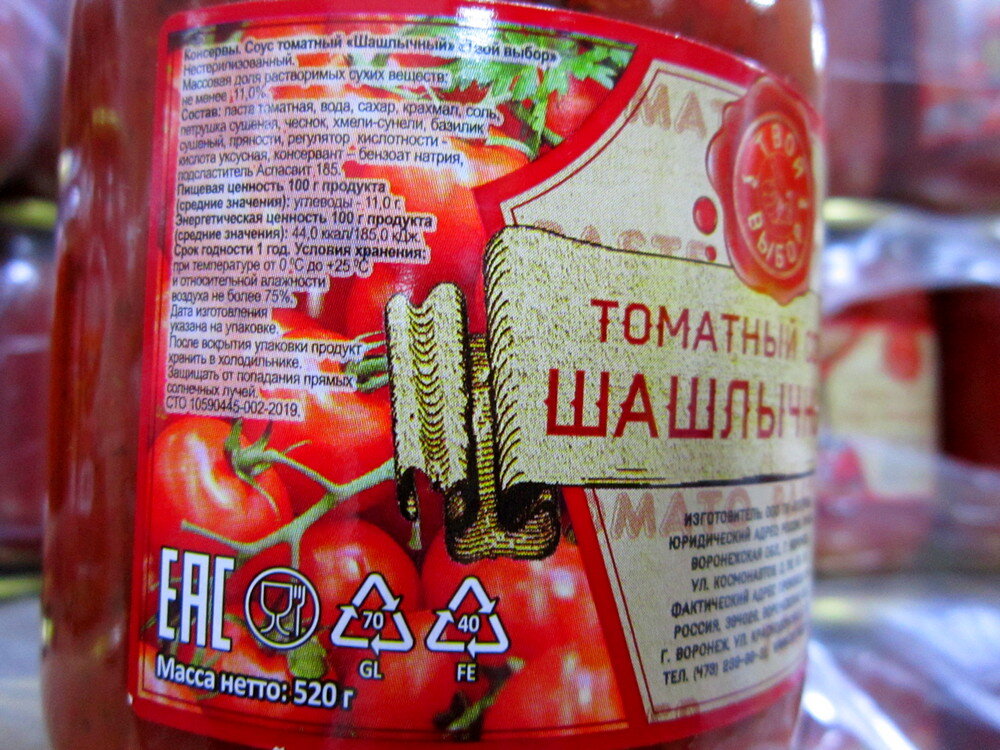 Консервы. Соус томатный «Шашлычный» «Твой выбор»
Нестерилизованный.
Массовая доля растворимых сухих веществ:
не менее 11,0%.
Состав: паста томатная, вода, сахар, крахмал, соль,
петрушка сушеная, чеснок, хмели-сунели, базилик
сушеный, пряности, регулятор кислотности -
кислота уксусная, консервант – бензоат натрия,
подсластитель Аспасвит 185.
Пищевая ценность 100 г продукта
(средние значения): углеводы - 11,0 г.
Энергетическая ценность 100 г продукта
(средние значения): 44,0 ккал/185,0 кДж.
Срок годности 1 год. Условия хранения:
при температуре от 0 °С до +25 °С
и относительной влажности
воздуха не более 75%.
Дата изготовления
указана на упаковке.
После вскрытия упаковки продукт
хранить в холодильнике.
Защищать от попадания прямых
солнечных лучей.
СТО 10590445-002-2019.
EAC
70
GL
40
FE
Масса нетто: 520 г
ТВОЙ
ВЫБОР
ТОМАТНЫЙ
ШАШЛЫЧН
ИЗГОТОВИТЕЛЬ: ООО
ЮРИДИЧЕСКИЙ АДРЕС:
ВОРОНЕЖСКАЯ ОБЛ.
УЛ. КОСМОНАВТОВ
ФАКТИЧЕСКИЙ АДРЕС:
РОССИЯ,
Г. ВОРОНЕЖ, УЛ.
ТЕЛ. (473)